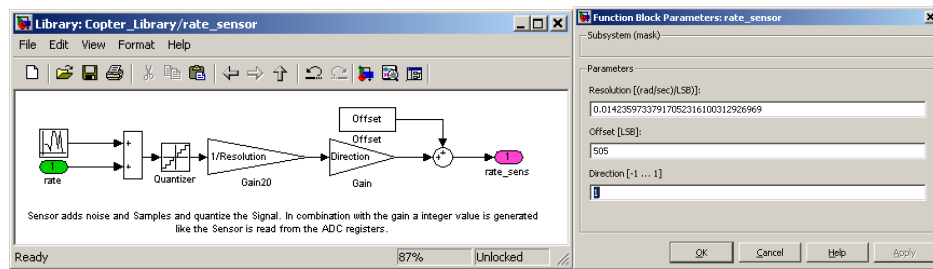 Library: Copter_Library/rate_sensor
File Edit View Format Help
Offset
Offset
+
+
1
rate
Quantizer
1/Resolution
Gain20
Direction
Gain
+
+
1
rate_sens
Sensor adds noise and Samples and quantize the Signal. In combination with the gain a integer value is generated
like the Sensor is read from the ADC registers.
Ready 87% Unlocked
Function Block Parameters: rate_sensor
Subsystem (mask)
Parameters
Resolution [(rad/sec)/LSB)]:
0.01423597337917052316100312926969
Offset [LSB]:
505
Direction [-1 ... 1]
1
OK Cancel Help Apply